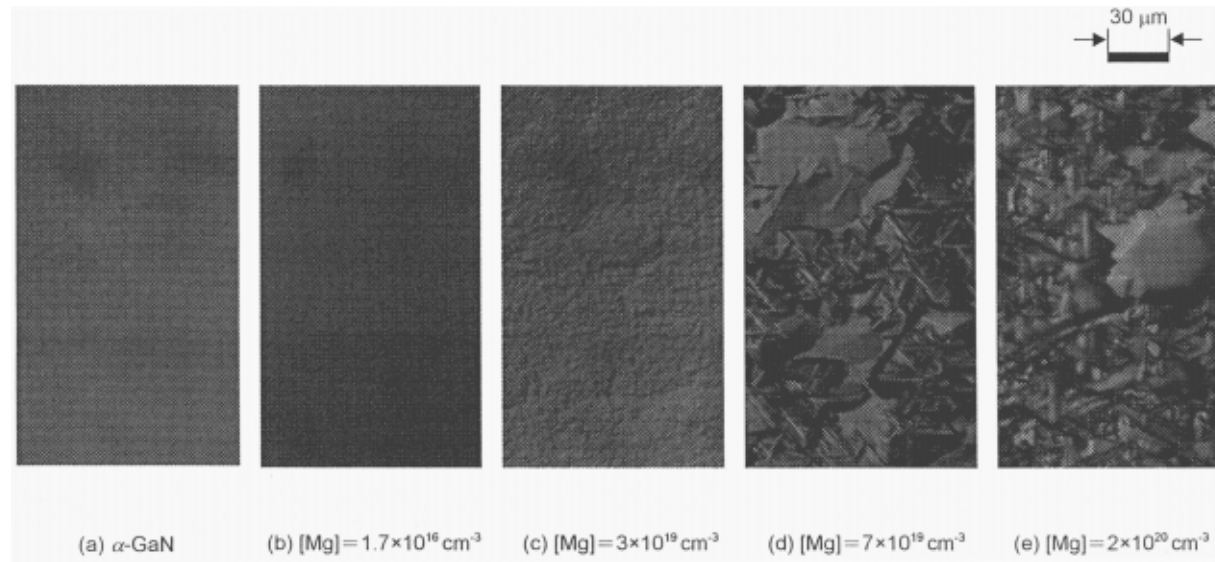 30 μm
(a) α-GaN
(b) [Mg]=1.7×10¹⁶ cm⁻³
(c) [Mg]=3×10¹⁹ cm⁻³
(d) [Mg]=7×10¹⁹ cm⁻³
(e) [Mg]=2×10²⁰ cm⁻³